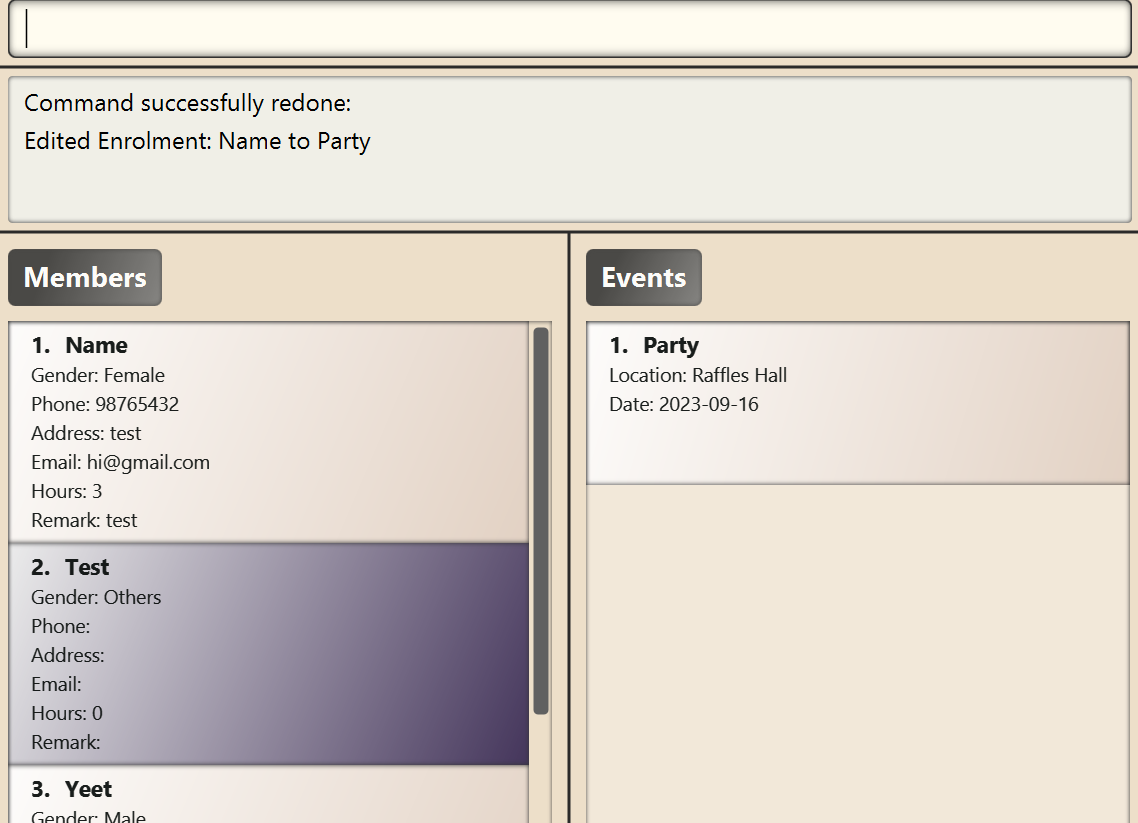 Command successfully redone:
Edited Enrolment: Name to Party
Members
1. Name
Gender: Female
Phone: 98765432
Address: test
Email: hi@gmail.com
Hours: 3
Remark: test
2. Test
Gender: Others
Phone:
Address:
Email:
Hours: 0
Remark:
3. Yeet
Gender: Male
Events
1. Party
Location: Raffles Hall
Date: 2023-09-16